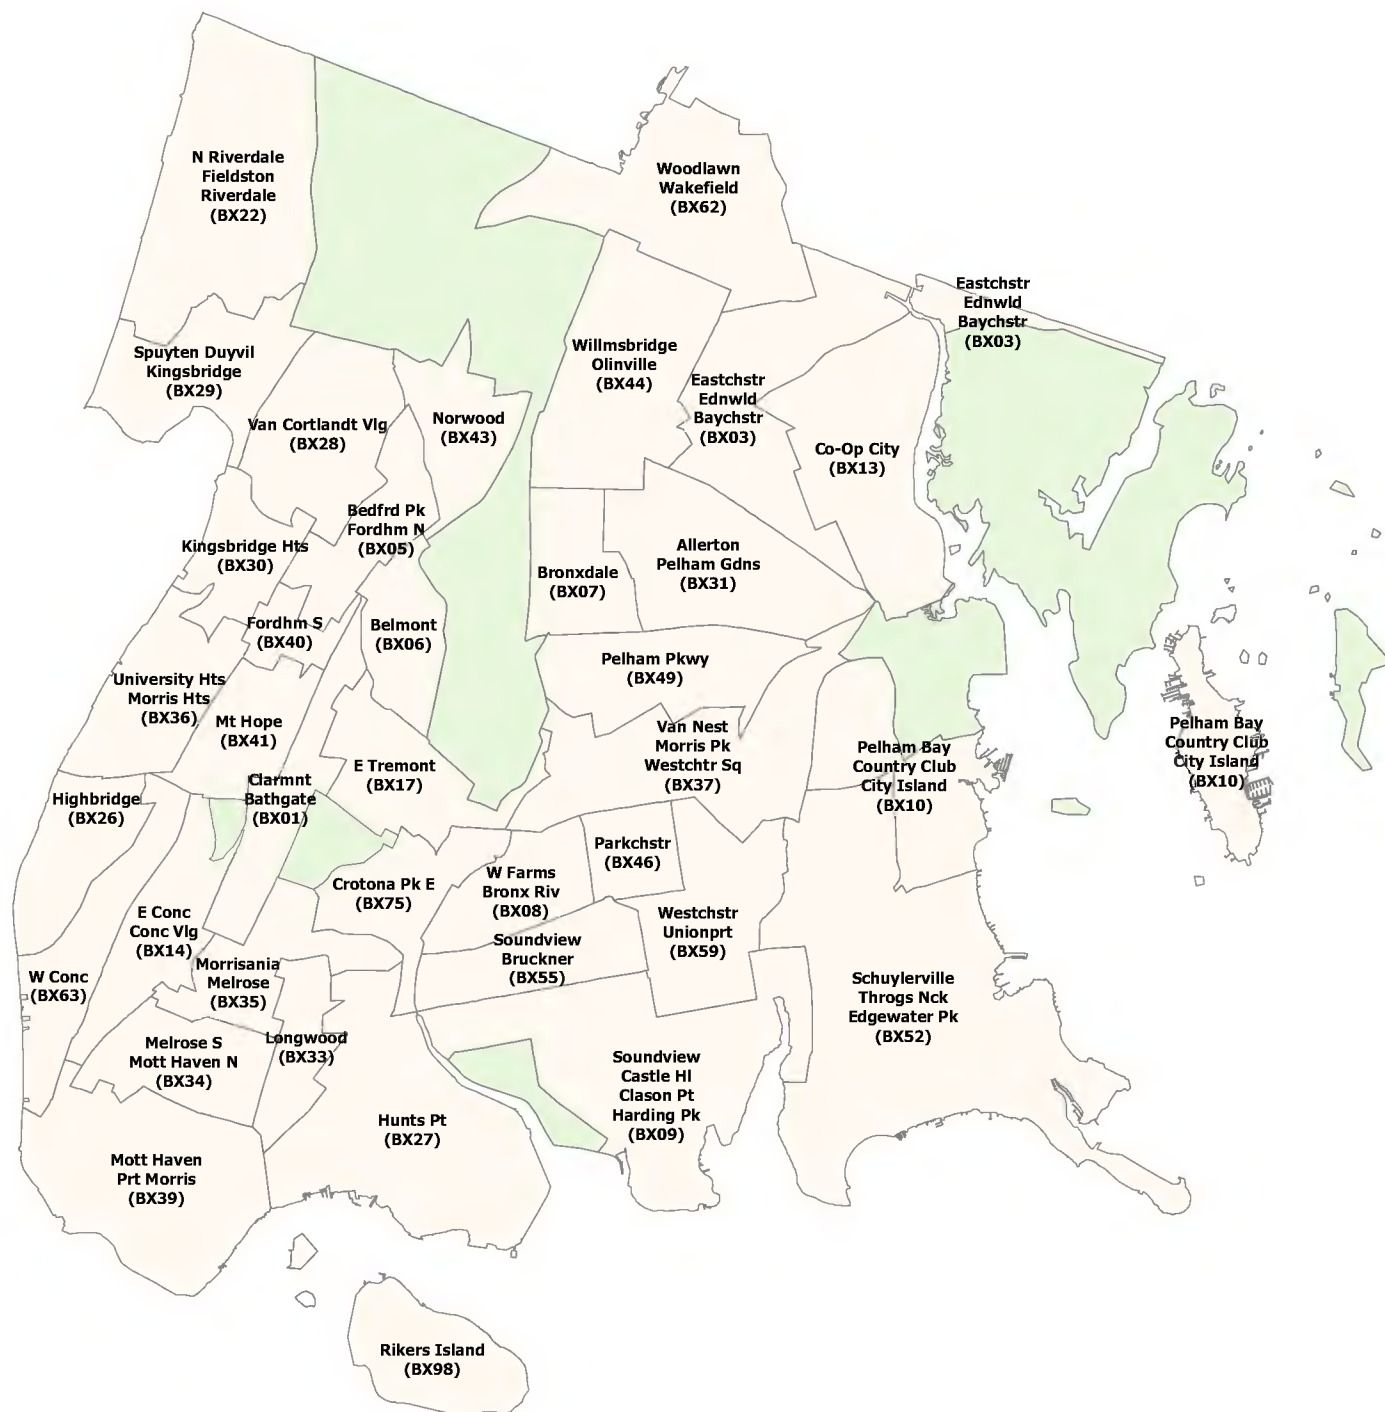 N Riverdale
Fieldston
Riverdale
(BX22)
Woodlawn
Wakefield
(BX62)
Eastchstr
Ednwld
Baychstr
(BX03)
Spuyten Duyvil
Kingsbridge
(BX29)
Willmsbridge
Olinville
(BX44)
Eastchstr
Ednwld
Baychstr
(BX03)
Van Cortlandt Vlg
(BX28)
Norwood
(BX43)
Co-Op City
(BX13)
Bedfrd Pk
Fordhm N
(BX05)
Kingsbridge Hts
(BX30)
Allerton
Pelham Gdns
(BX31)
Bronxdale
(BX07)
Fordhm S
(BX40)
Belmont
(BX06)
Pelham Pkwy
(BX49)
University Hts
Morris Hts
(BX36)
Mt Hope
(BX41)
Van Nest
Morris Pk
Westchtr Sq
(BX37)
Pelham Bay
Country Club
City Island
(BX10)
Pelham Bay
Country Club
City Island
(BX10)
E Tremont
(BX17)
Clarmnt
Bathgate
(BX01)
Highbridge
(BX26)
Parkchstr
(BX46)
Crotona Pk E
(BX75)
W Farms
Bronx Riv
(BX08)
E Conc
Conc Vlg
(BX14)
Westchstr
Unionprt
(BX59)
Soundview
Bruckner
(BX55)
W Conc
(BX63)
Morrisania
Melrose
(BX35)
Schuylerville
Throgs Nck
Edgewater Pk
(BX52)
Longwood
(BX33)
Melrose S
Mott Haven N
(BX34)
Soundview
Castle Hl
Clason Pt
Harding Pk
(BX09)
Hunts Pt
(BX27)
Mott Haven
Prt Morris
(BX39)
Rikers Island
(BX98)